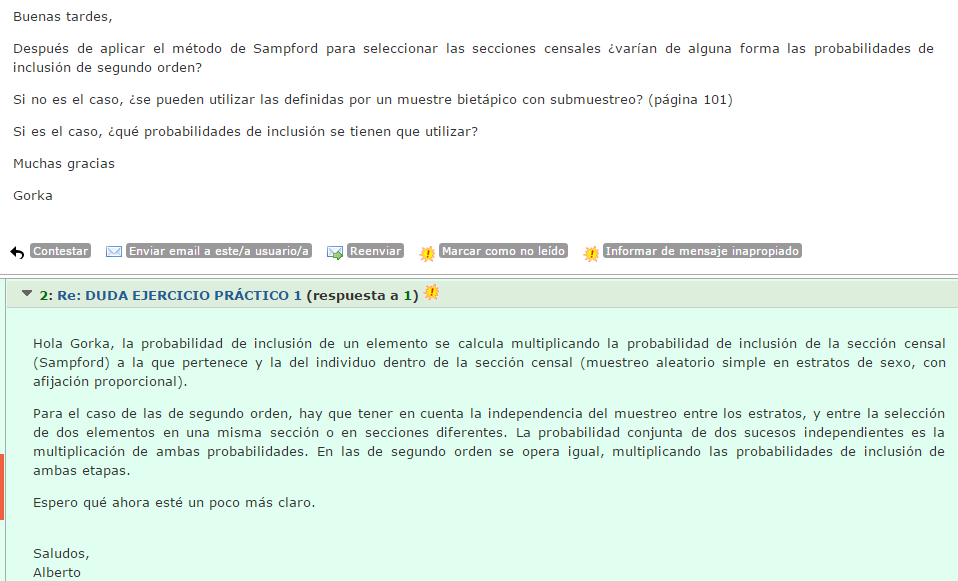 Buenas tardes,
Después de aplicar el método de Sampford para seleccionar las secciones censales ¿varían de alguna forma las probabilidades de
inclusión de segundo orden?
Si no es el caso, ¿se pueden utilizar las definidas por un muestre bietápico con submuestreo? (página 101)
Si es el caso, ¿qué probabilidades de inclusión se tienen que utilizar?
Muchas gracias
Gorka
Contestar Enviar email a este/a usuario/a Reenviar Marcar como no leído Informar de mensaje inapropiado
2: Re: DUDA EJERCICIO PRÁCTICO 1 (respuesta a 1)
Hola Gorka, la probabilidad de inclusión de un elemento se calcula multiplicando la probabilidad de inclusión de la sección censal
(Sampford) a la que pertenece y la del individuo dentro de la sección censal (muestreo aleatorio simple en estratos de sexo, con
afijación proporcional).
Para el caso de las de segundo orden, hay que tener en cuenta la independencia del muestreo entre los estratos, y entre la selección
de dos elementos en una misma sección o en secciones diferentes. La probabilidad conjunta de dos sucesos independientes es la
multiplicación de ambas probabilidades. En las de segundo orden se opera igual, multiplicando las probabilidades de inclusión de
ambas etapas.
Espero qué ahora esté un poco más claro.
Saludos,
Alberto